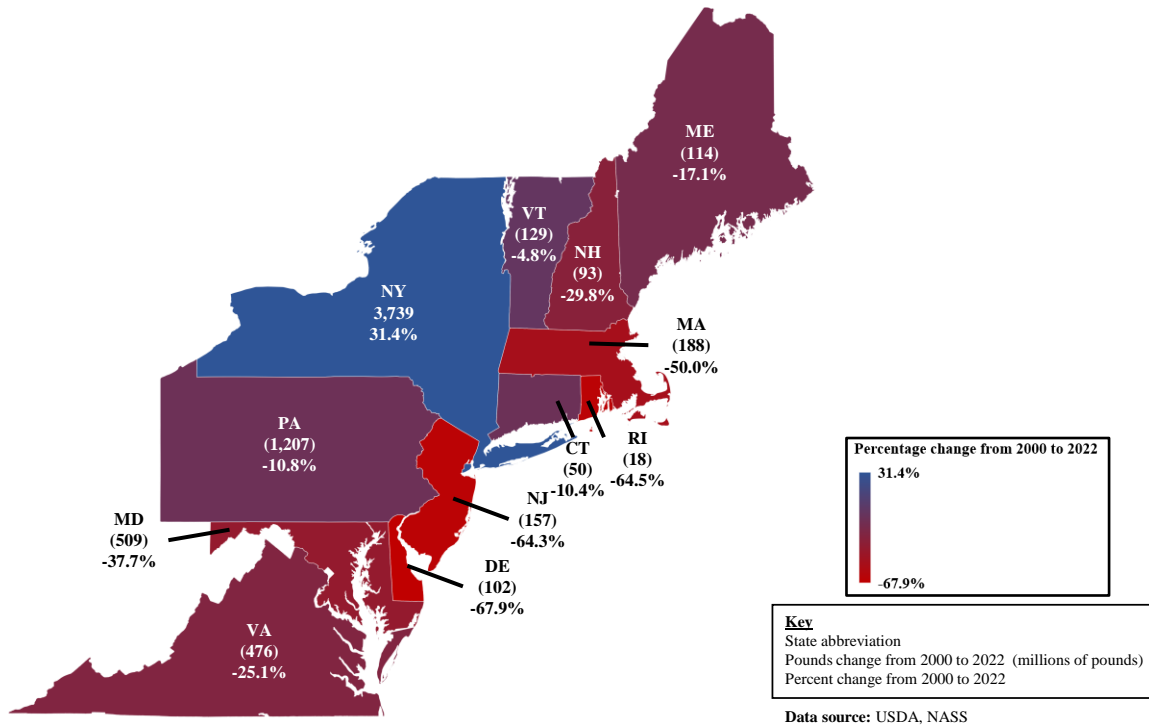 ME
(114)
-17.1%
VT
(129)
-4.8%
NH
(93)
-29.8%
NY
3,739
31.4%
MA
(188)
-50.0%
PA
(1,207)
-10.8%
CT
(50)
-10.4%
RI
(18)
-64.5%
NJ
(157)
-64.3%
MD
(509)
-37.7%
DE
(102)
-67.9%
VA
(476)
-25.1%
Percentage change from 2000 to 2022
31.4%
-67.9%
Key
State abbreviation
Pounds change from 2000 to 2022 (millions of pounds)
Percent change from 2000 to 2022
Data source: USDA, NASS